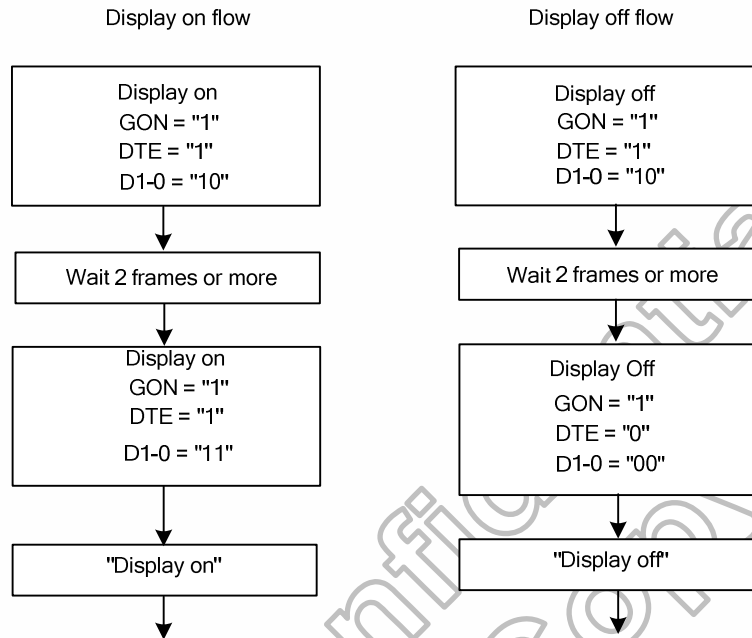 Display on flow
Display on
GON = "1"
DTE = "1"
D1-0 = "10"
Wait 2 frames or more
Display on
GON = "1"
DTE = "1"
D1-0 = "11"
"Display on"
Display off flow
Display off
GON = "1"
DTE = "1"
D1-0 = "10"
Wait 2 frames or more
Display Off
GON = "1"
DTE = "0"
D1-0 = "00"
"Display off"